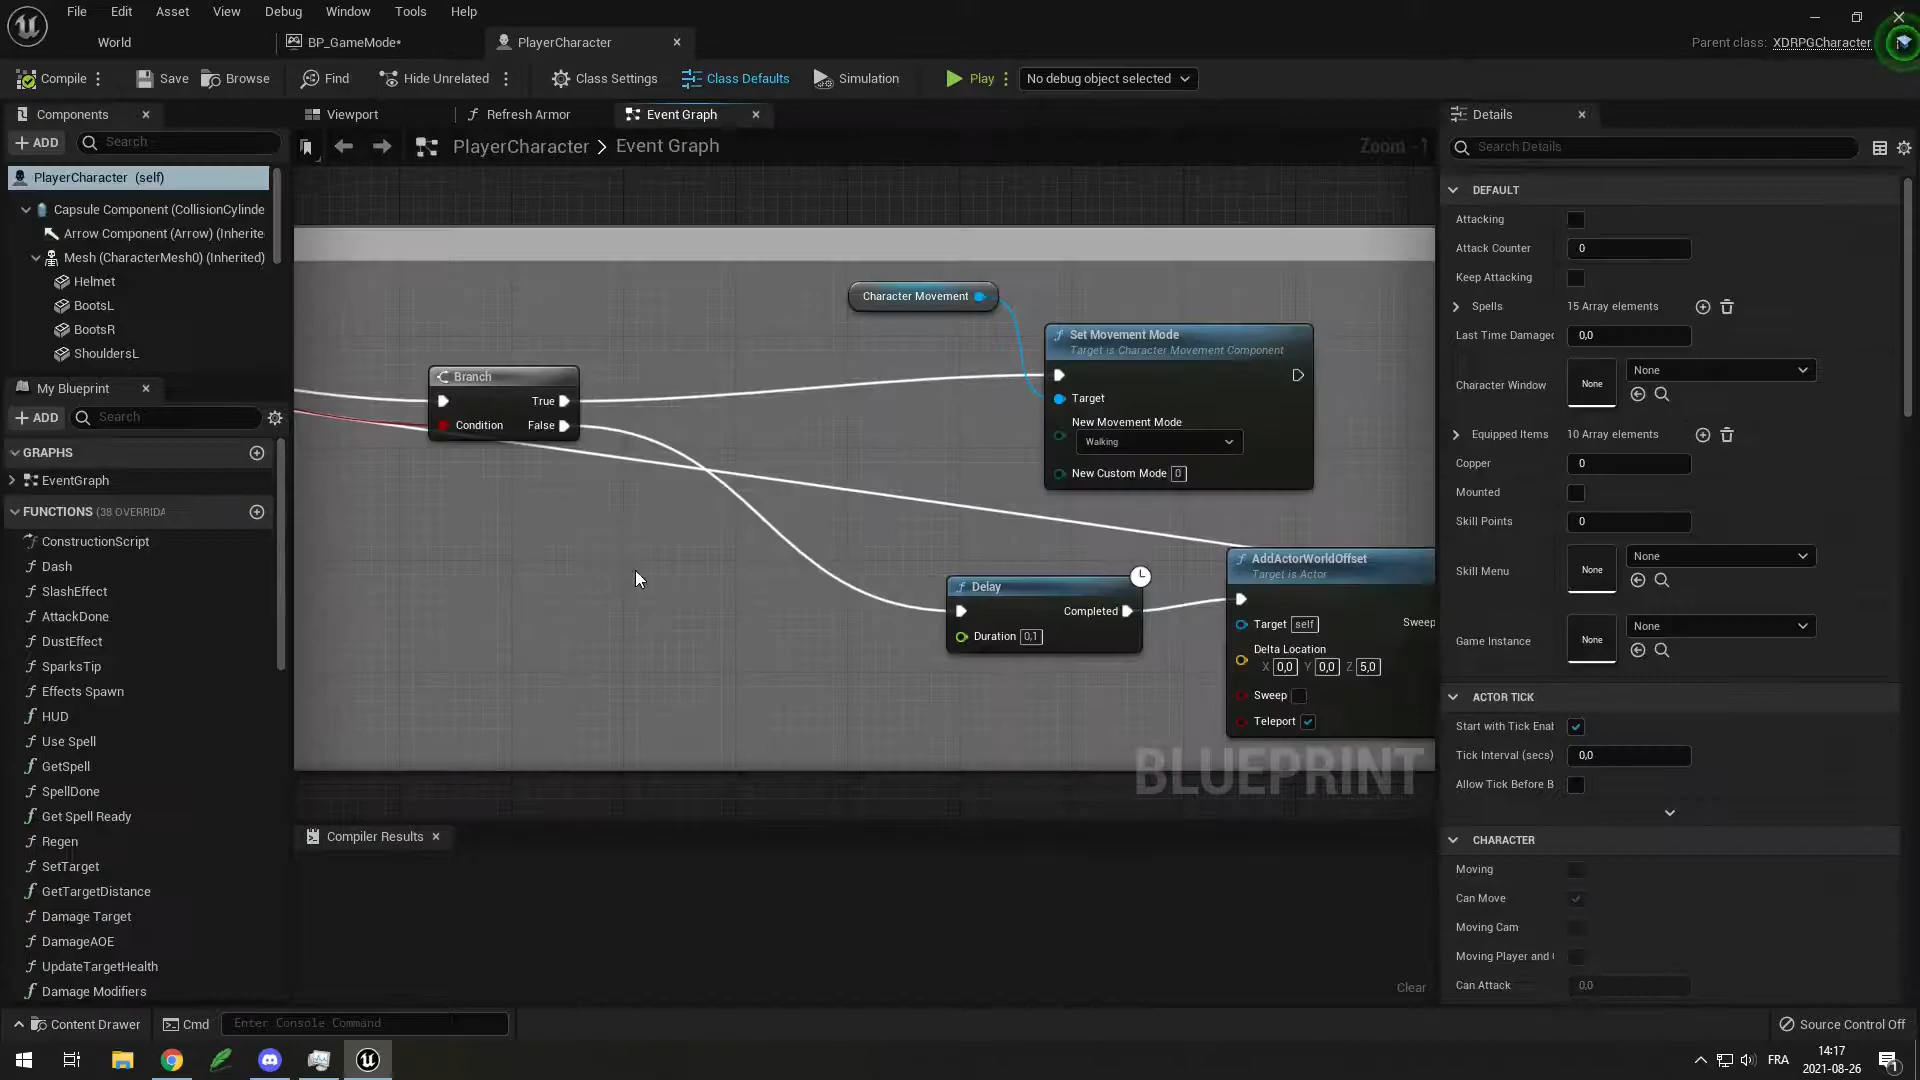 File Edit Asset View Debug Window Tools Help
World
BP_GameMode*
PlayerCharacter
Parent class: XDRPGCharacter
Compile
Save
Browse
Find
Hide Unrelated
Class Settings
Class Defaults
Simulation
Play
No debug object selected
Components
Viewport
Refresh Armor
Event Graph
Details
ADD
Search
PlayerCharacter > Event Graph
Zoom -1
Search Details
PlayerCharacter (self)
Capsule Component (CollisionCylinde
Arrow Component (Arrow) (Inherite
Mesh (CharacterMesh0) (Inherited)
Helmet
BootsL
BootsR
ShouldersL
My Blueprint
ADD
Search
GRAPHS
EventGraph
FUNCTIONS (38 OVERRIDA
ConstructionScript
Dash
SlashEffect
AttackDone
DustEffect
SparksTip
Effects Spawn
HUD
Use Spell
GetSpell
SpellDone
Get Spell Ready
Regen
SetTarget
GetTargetDistance
Damage Target
DamageAOE
UpdateTargetHealth
Damage Modifiers
Character Movement
Set Movement Mode
Target is Character Movement Component
Target
New Movement Mode
Walking
New Custom Mode 0
Branch
True
Condition False
Delay
Completed
Duration 0,1
AddActorWorldOffset
Target is Actor
Target self
Sweep
Delta Location
X 0,0 Y 0,0 Z 5,0
Sweep
Teleport
BLUEPRINT
Compiler Results
Clear
DEFAULT
Attacking
Attack Counter 0
Keep Attacking
Spells 15 Array elements
Last Time Damaged 0,0
Character Window None None
Equipped Items 10 Array elements
Copper 0
Mounted
Skill Points 0
Skill Menu None None
Game Instance None None
ACTOR TICK
Start with Tick Enab
Tick Interval (secs) 0,0
Allow Tick Before B
CHARACTER
Moving
Can Move
Moving Cam
Moving Player and
Can Attack 0,0
Content Drawer
Cmd
Enter Console Command
Source Control Off
FRA
14:17
2021-08-26
1